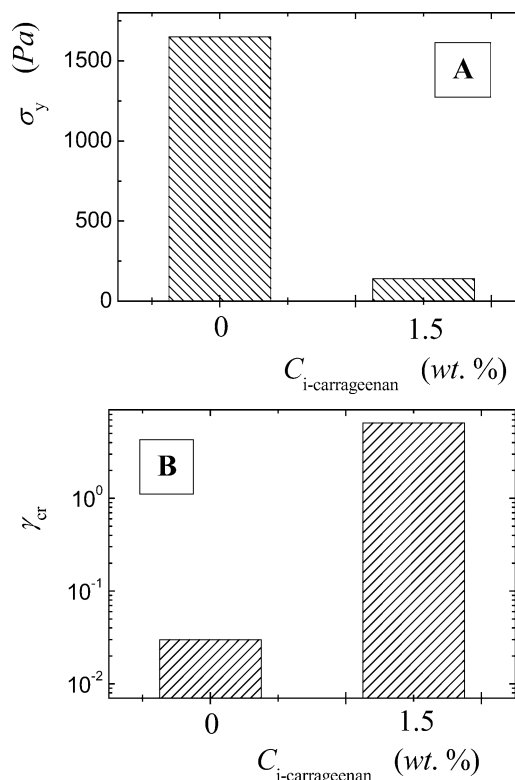 σy (Pa)
1500
1000
500
0
A
0 1.5
Ci-carrageenan (wt. %)
γcr
B
10^0
10^-1
10^-2
0 1.5
Ci-carrageenan (wt. %)